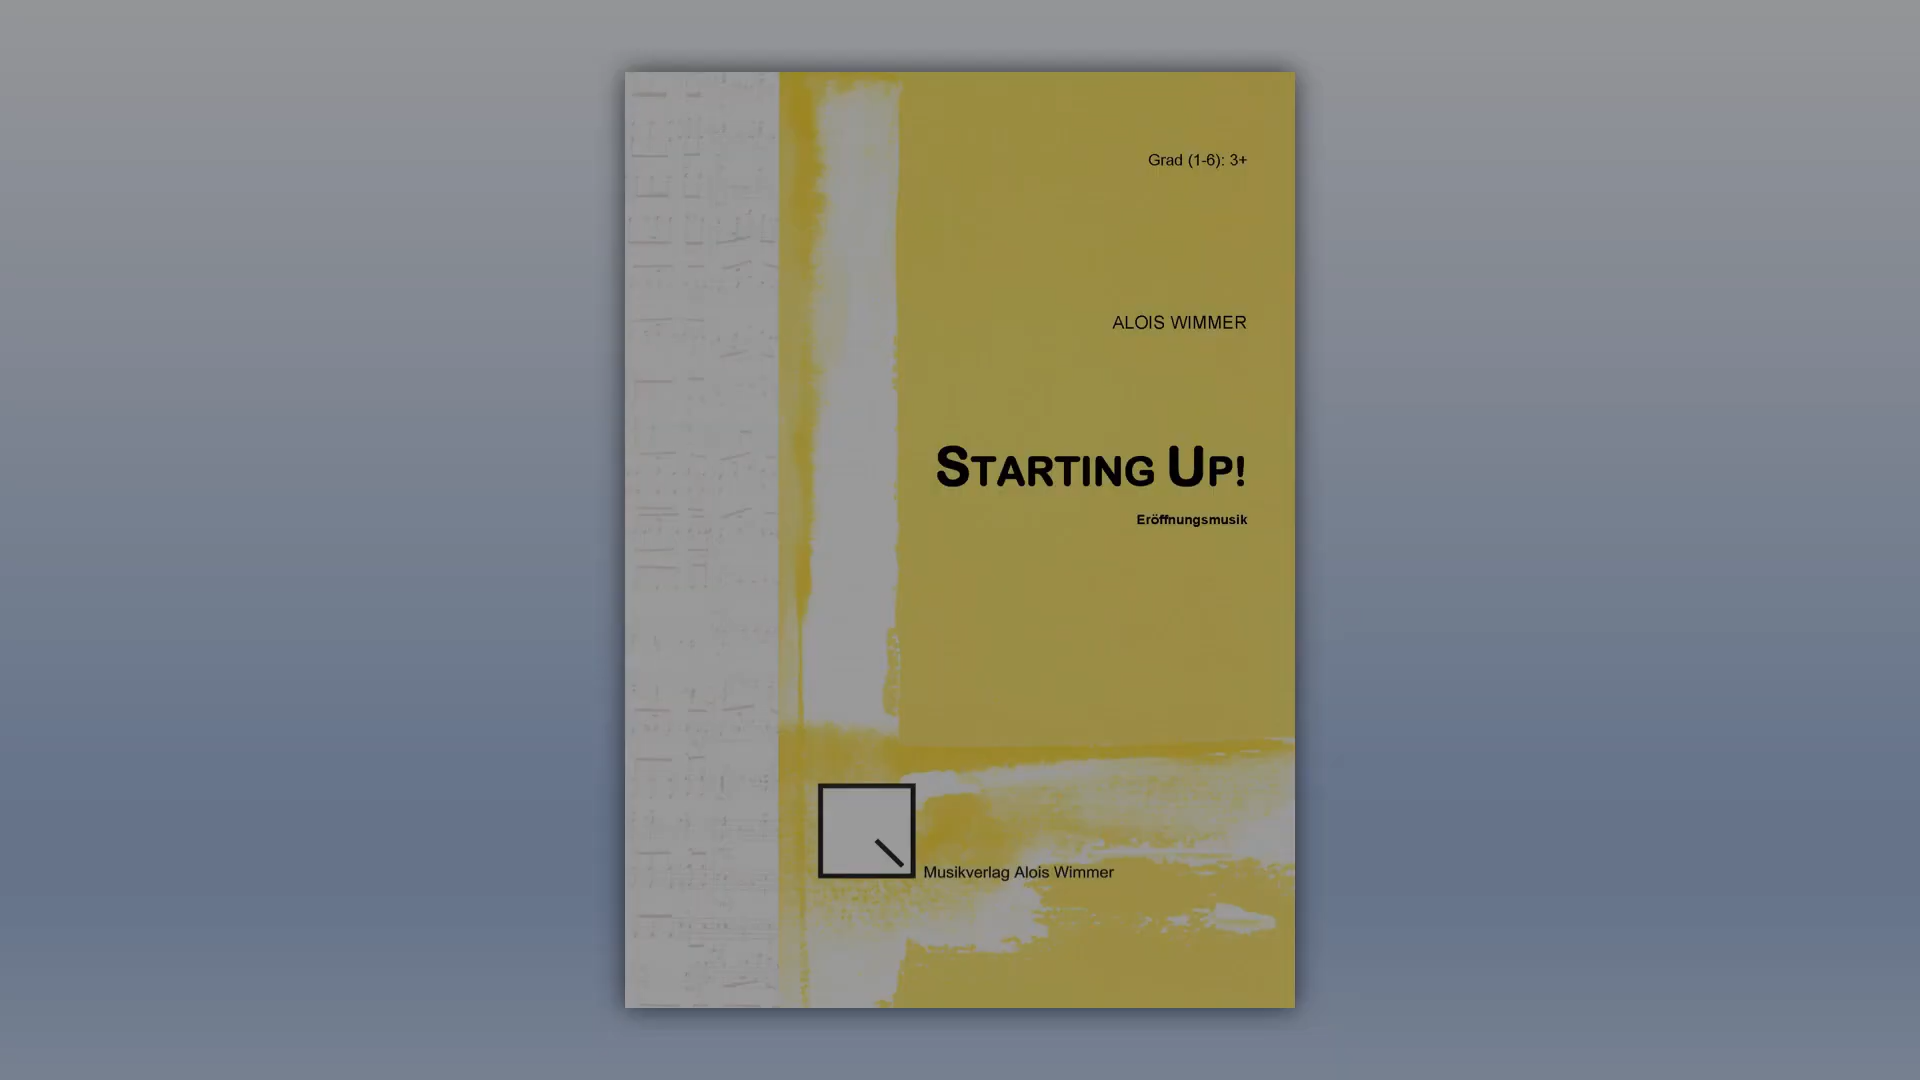 Grad (1-6): 3+
ALOIS WIMMER
STARTING UP!
Eröffnungsmusik
Musikverlag Alois Wimmer